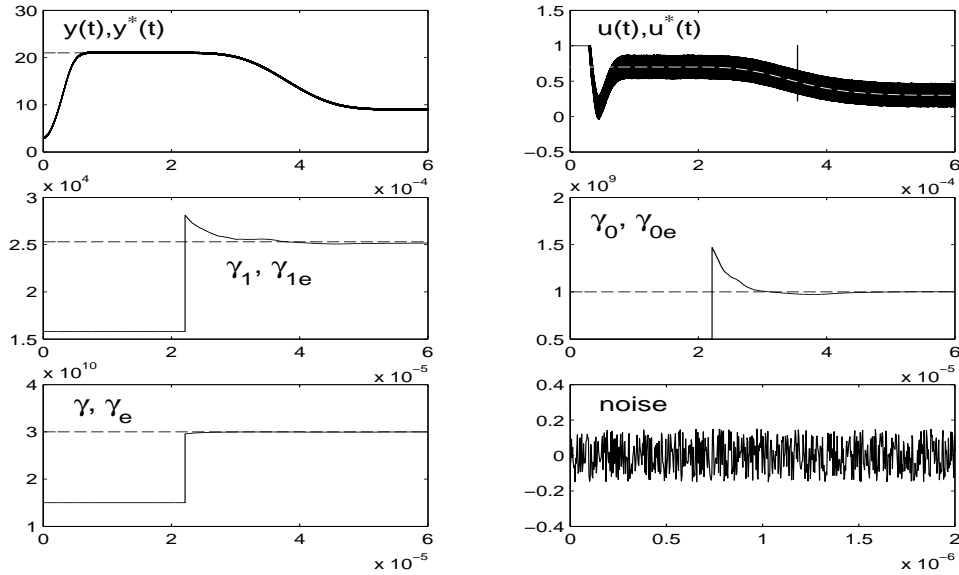 y(t),y*(t)
30
20
10
0
0 2 4 6
x 10⁻⁴
u(t),u*(t)
1.5
1
0.5
0
−0.5
0 2 4 6
x 10⁻⁴
x 10⁴
3
2.5
2
1.5
γ₁, γ₁ₑ
0 2 4 6
x 10⁻⁵
x 10⁹
2
1.5
1
0.5
γ₀, γ₀ₑ
0 2 4 6
x 10⁻⁵
x 10¹⁰
4
3
2
1
γ, γₑ
0 2 4 6
x 10⁻⁵
noise
0.4
0.2
0
−0.2
−0.4
0 0.5 1 1.5 2
x 10⁻⁶